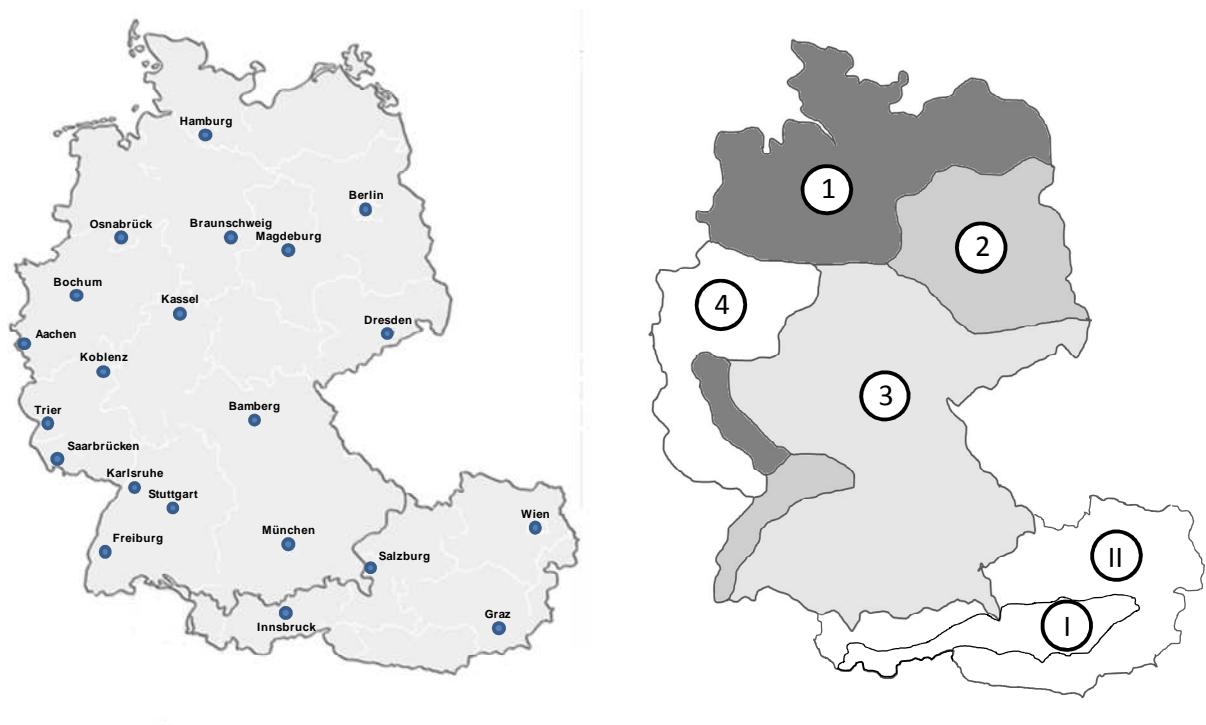 Hamburg
Berlin
Osnabrück
Braunschweig
Magdeburg
Bochum
Kassel
Dresden
Aachen
Koblenz
Trier
Bamberg
Saarbrücken
Karlsruhe
Stuttgart
Wien
Freiburg
München
Salzburg
Innsbruck
Graz
1
2
4
3
II
I